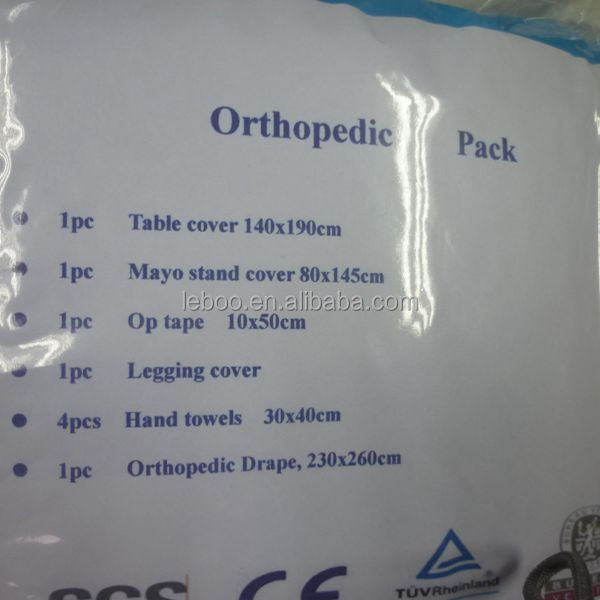 Orthopedic Pack
1pc Table cover 140x190cm
1pc Mayo stand cover 80x145cm
leboo.en.alibaba.com
1pc Op tape 10x50cm
1pc Legging cover
4pcs Hand towels 30x40cm
1pc Orthopedic Drape, 230x260cm
SGS CE TÜVRheinland